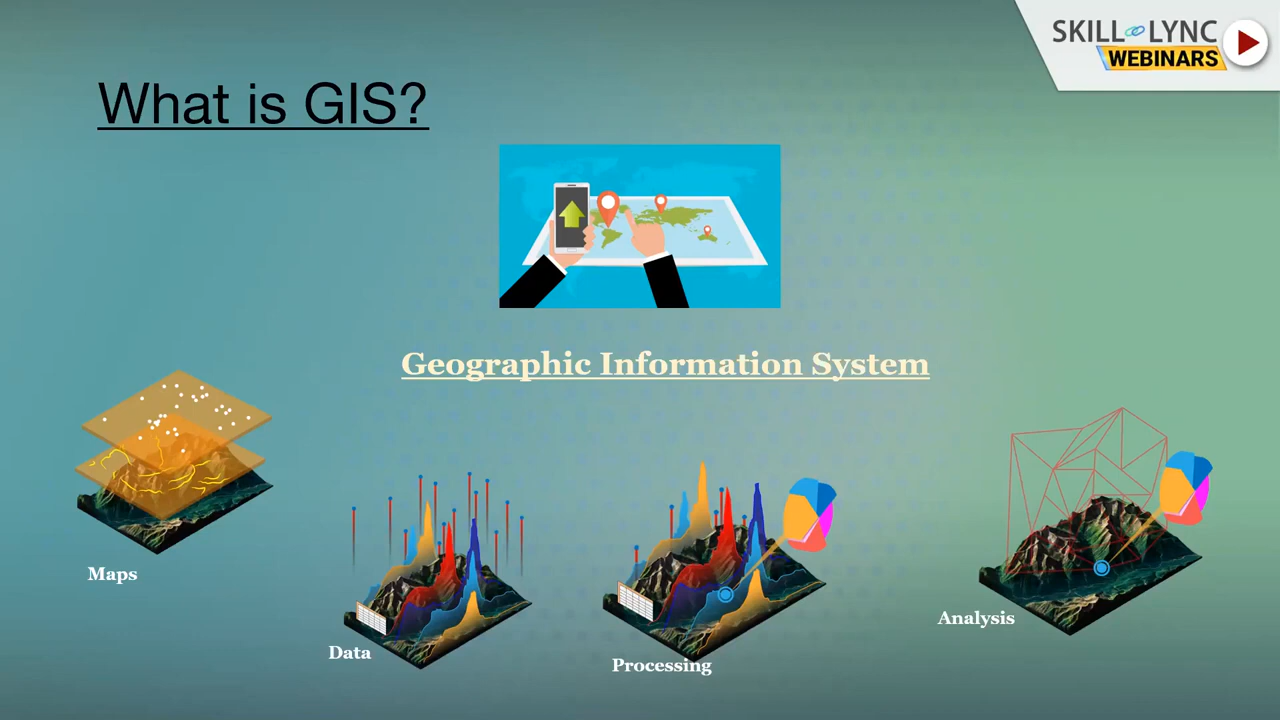 SKILL LYNC
WEBINARS
What is GIS?
Geographic Information System
Maps
Data
Processing
Analysis